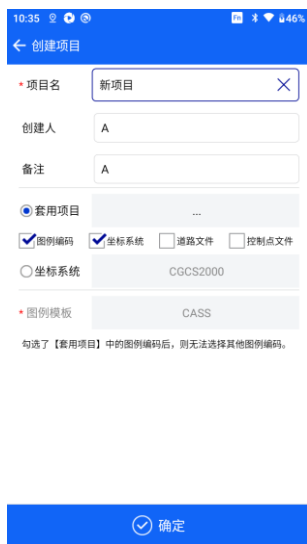 10:35 Fn 46%
创建项目
* 项目名 新项目
创建人 A
备注 A
套用项目 ...
图例编码 坐标系统 道路文件 控制点文件
坐标系统 CGCS2000
* 图例模板 CASS
勾选了【套用项目】中的图例编码后，则无法选择其他图例编码。
确定